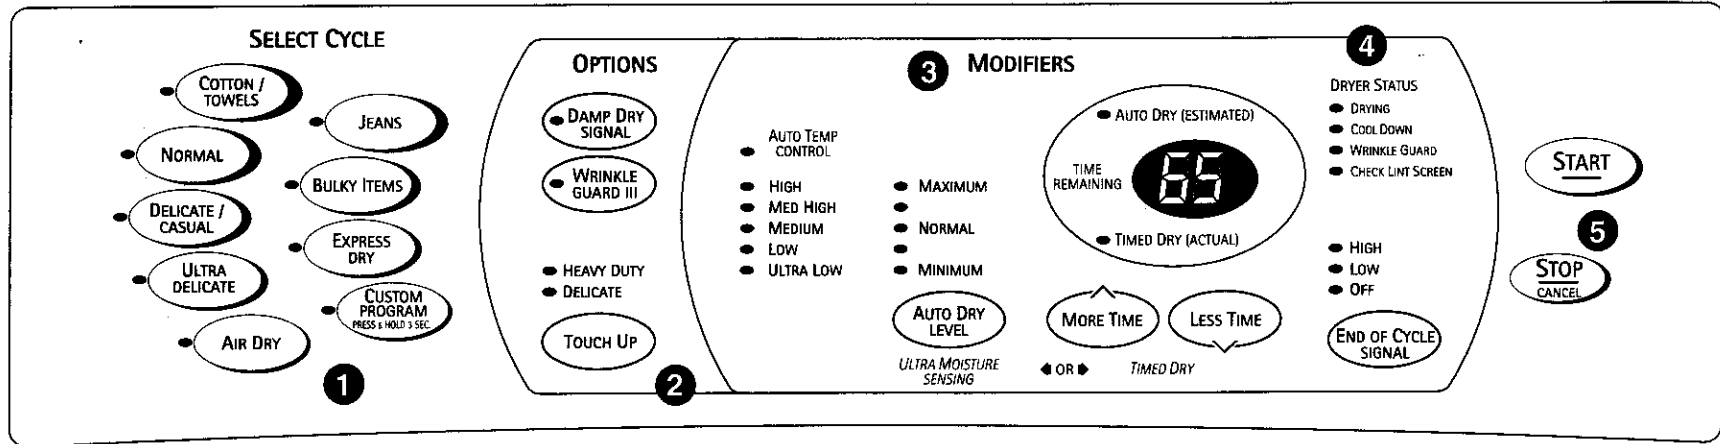 SELECT CYCLE
COTTON /
TOWELS
JEANS
NORMAL
BULKY ITEMS
DELICATE /
CASUAL
EXPRESS
DRY
ULTRA
DELICATE
CUSTOM
PROGRAM
PRESS & HOLD 3 SEC.
AIR DRY
1
OPTIONS
DAMP DRY
SIGNAL
WRINKLE
GUARD III
HEAVY DUTY
DELICATE
TOUCH UP
2
3
MODIFIERS
AUTO TEMP
CONTROL
HIGH
MED HIGH
MEDIUM
LOW
ULTRA LOW
MAXIMUM
NORMAL
MINIMUM
AUTO DRY
LEVEL
ULTRA MOISTURE
SENSING
AUTO DRY (ESTIMATED)
TIME
REMAINING
65
TIMED DRY (ACTUAL)
MORE TIME
LESS TIME
OR
TIMED DRY
4
DRYER STATUS
DRYING
COOL DOWN
WRINKLE GUARD
CHECK LINT SCREEN
HIGH
LOW
OFF
END OF CYCLE
SIGNAL
START
5
STOP
CANCEL